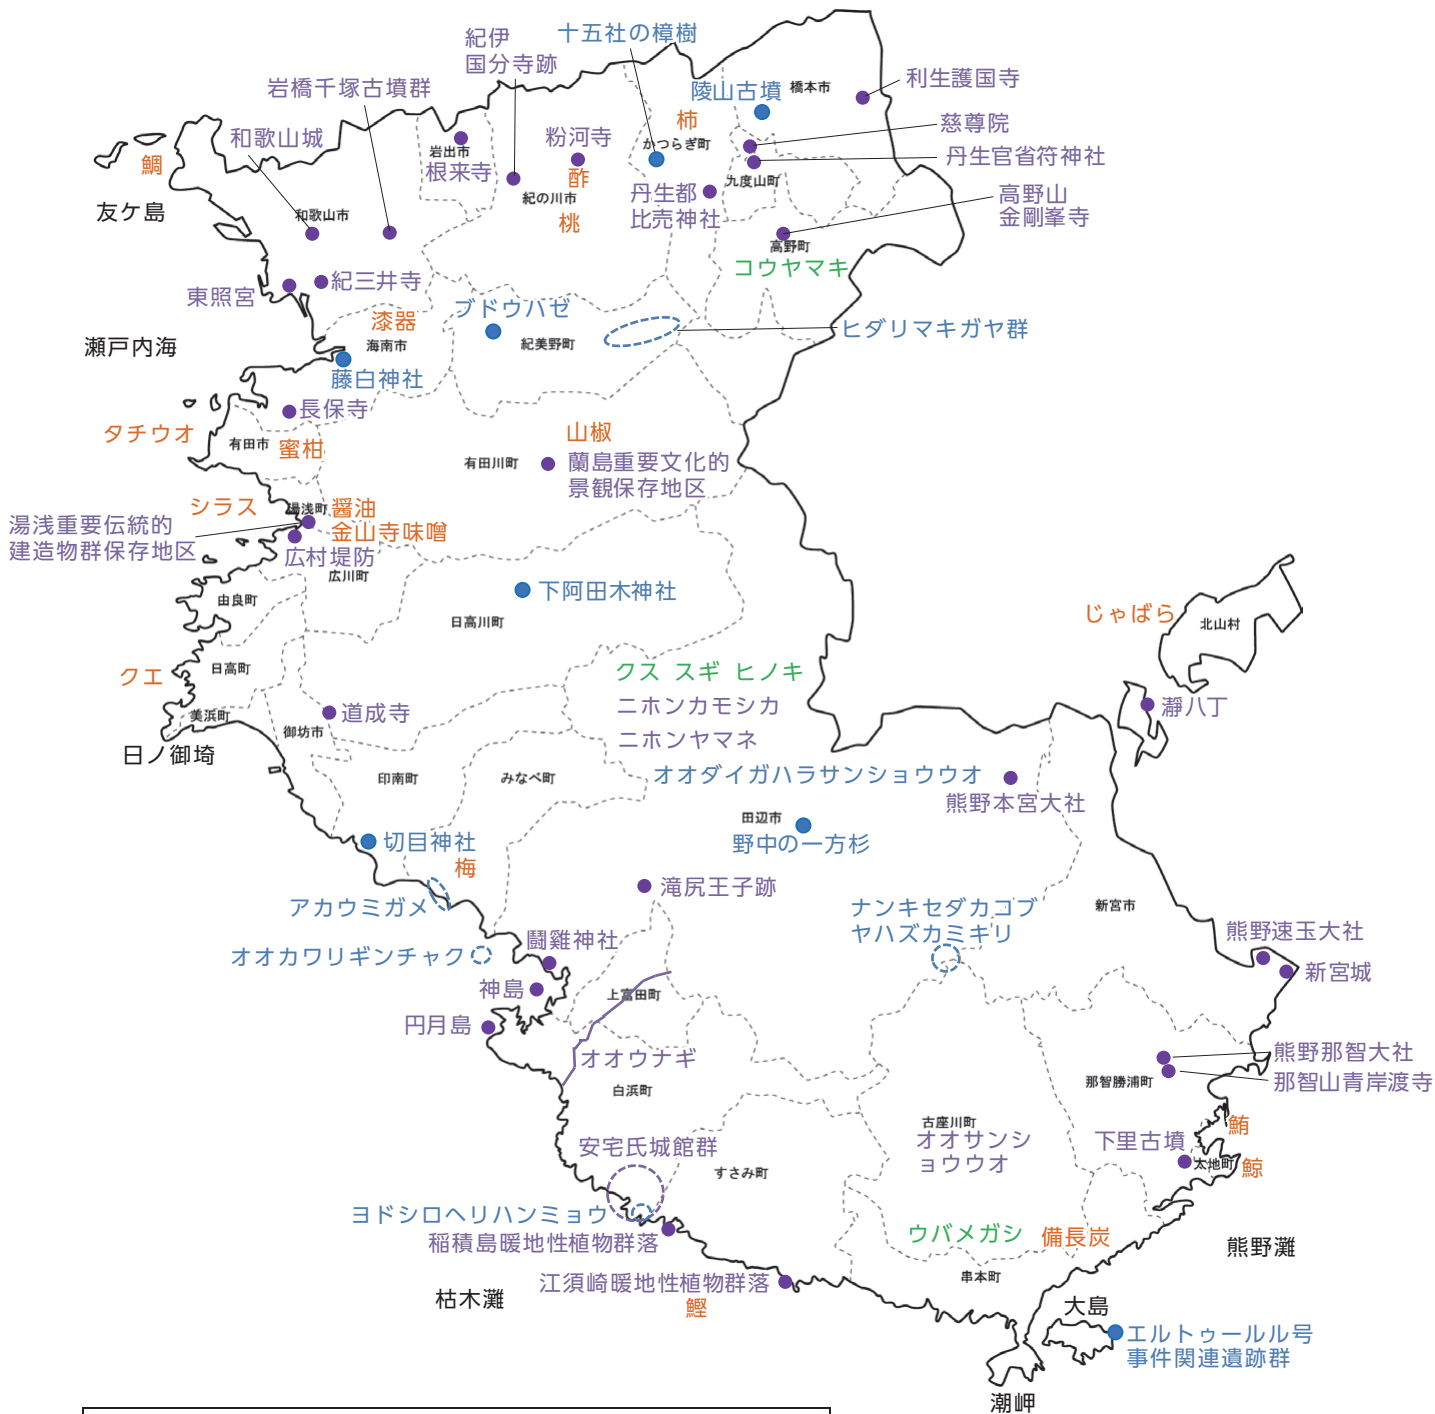 紀伊
国分寺跡
十五社の樟樹
岩橋千塚古墳群
陵山古墳
橋本市
利生護国寺
和歌山城
柿
慈尊院
鯛
岩出市
根来寺
粉河寺
酢
かつらぎ町
丹生官省符神社
友ケ島
和歌山市
紀の川市
桃
丹生都
比売神社
九度山町
高野山
金剛峯寺
高野町
コウヤマキ
東照宮
紀三井寺
漆器
海南市
ブドウハゼ
紀美野町
ヒダリマキガヤ群
瀬戸内海
藤白神社
長保寺
タチウオ
有田市
蜜柑
山椒
有田川町
蘭島重要文化的
景観保存地区
シラス
湯浅町
醤油
金山寺味噌
湯浅重要伝統的
建造物群保存地区
広村堤防
広川町
由良町
下阿田木神社
日高川町
じゃばら
北山村
クエ
日高町
クス スギ ヒノキ
ニホンカモシカ
ニホンヤマネ
美浜町
御坊市
道成寺
瀞八丁
日ノ御埼
印南町
みなべ町
オオダイガハラサンショウウオ
熊野本宮大社
田辺市
野中の一方杉
切目神社
梅
アカウミガメ
滝尻王子跡
ナンキセダカコブ
ヤハズカミキリ
新宮市
オオカワリギンチャク
闘雞神社
熊野速玉大社
新宮城
神島
上富田町
円月島
オオウナギ
白浜町
熊野那智大社
那智山青岸渡寺
那智勝浦町
古座川町
オオサンシ
ョウウオ
鮪
下里古墳
太地町
鯨
安宅氏城館群
すさみ町
ヨドシロヘリハンミョウ
稲積島暖地性植物群落
ウバメガシ
備長炭
熊野灘
江須崎暖地性植物群落
鰹
枯木灘
串本町
大島
エルトゥールル号
事件関連遺跡群
潮岬